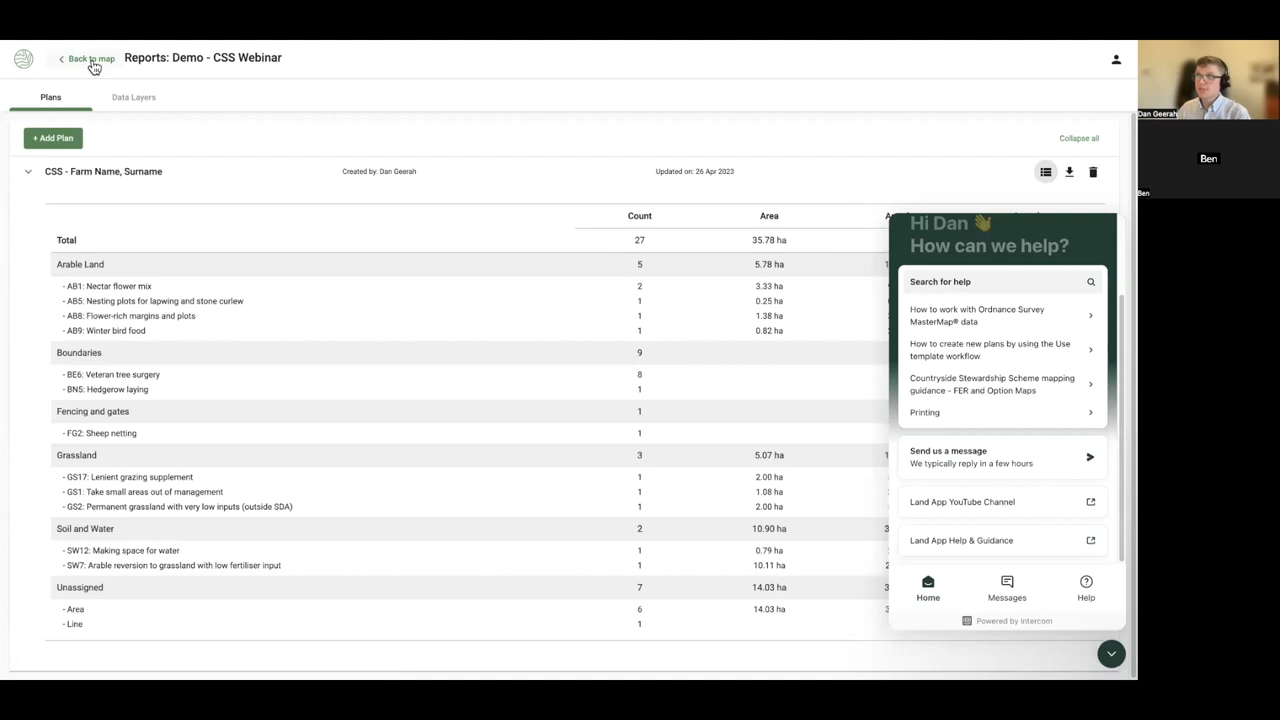 Back to map
Reports: Demo - CSS Webinar
Plans
Data Layers
+ Add Plan
Collapse all
CSS - Farm Name, Surname
Created by: Dan Geerah
Updated on: 26 Apr 2023
Count
Area
Total
27
35.78 ha
Arable Land
5
5.78 ha
- AB1: Nectar flower mix
2
3.33 ha
- AB5: Nesting plots for lapwing and stone curlew
1
0.25 ha
- AB8: Flower-rich margins and plots
1
1.38 ha
- AB9: Winter bird food
1
0.82 ha
Boundaries
9
- BE6: Veteran tree surgery
8
- BN5: Hedgerow laying
1
Fencing and gates
1
- FG2: Sheep netting
1
Grassland
3
5.07 ha
- GS17: Lenient grazing supplement
1
2.00 ha
- GS1: Take small areas out of management
1
1.08 ha
- GS2: Permanent grassland with very low inputs (outside SDA)
1
2.00 ha
Soil and Water
2
10.90 ha
- SW12: Making space for water
1
0.79 ha
- SW7: Arable reversion to grassland with low fertiliser input
1
10.11 ha
Unassigned
7
14.03 ha
- Area
6
14.03 ha
- Line
1
Hi Dan 👋
How can we help?
Search for help
How to work with Ordnance Survey
MasterMap® data
How to create new plans by using the Use
template workflow
Countryside Stewardship Scheme mapping
guidance - FER and Option Maps
Printing
Send us a message
We typically reply in a few hours
Land App YouTube Channel
Land App Help & Guidance
Home
Messages
Help
Powered by Intercom
Dan Geerah
Ben
Ben